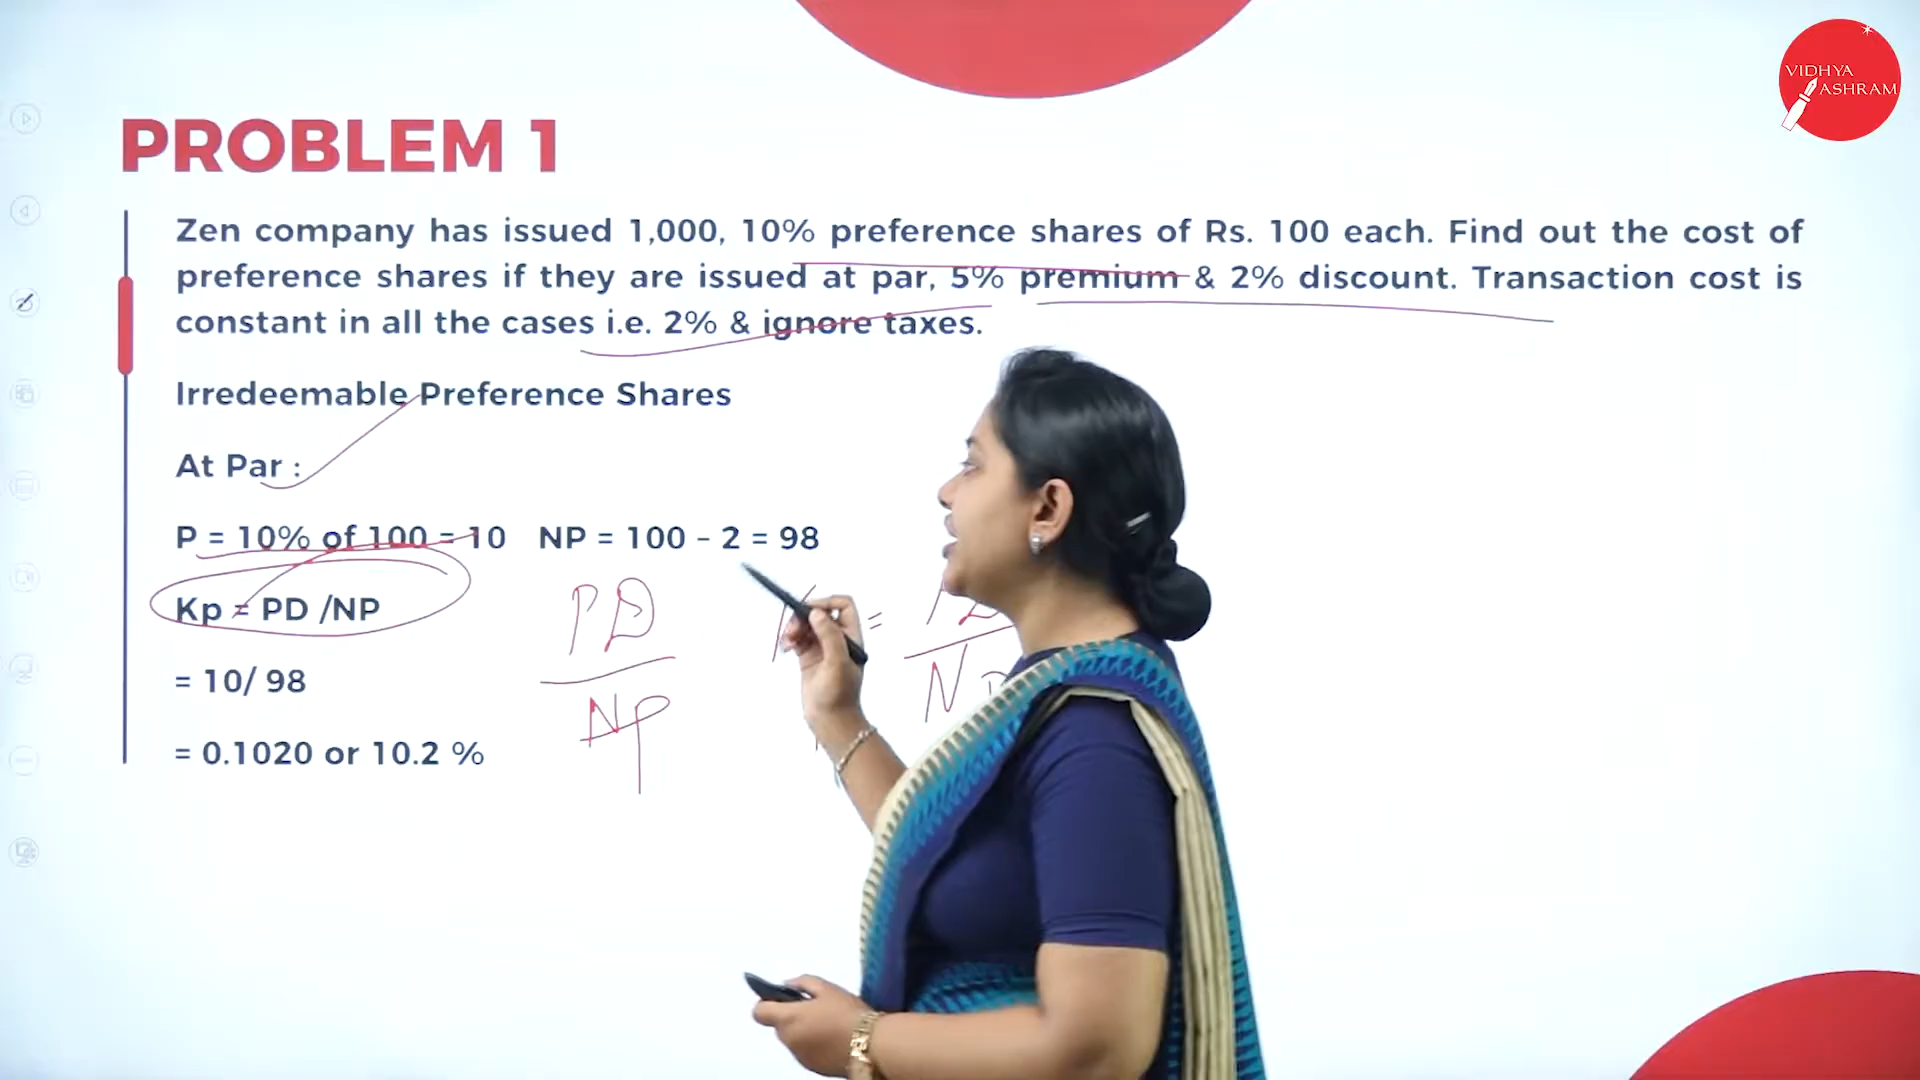 VIDHYA
ASHRAM
PROBLEM 1
Zen company has issued 1,000, 10% preference shares of Rs. 100 each. Find out the cost of
preference shares if they are issued at par, 5% premium & 2% discount. Transaction cost is
constant in all the cases i.e. 2% & ignore taxes.
Irredeemable Preference Shares
At Par :
P = 10% of 100 = 10 NP = 100 - 2 = 98
Kp = PD /NP
= 10/ 98
= 0.1020 or 10.2 %
PD
NP
=